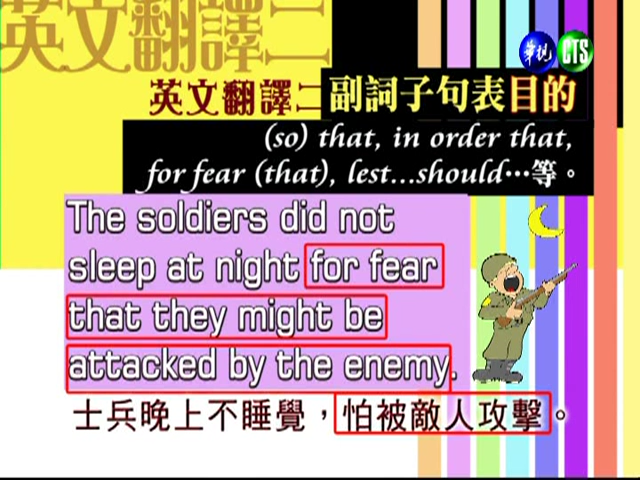 英文翻譯二
華視 CTS
英文翻譯二 副詞子句表目的
(so) that, in order that,
for fear (that), lest...should…等。
The soldiers did not
sleep at night for fear
that they might be
attacked by the enemy.
士兵晚上不睡覺，怕被敵人攻擊。